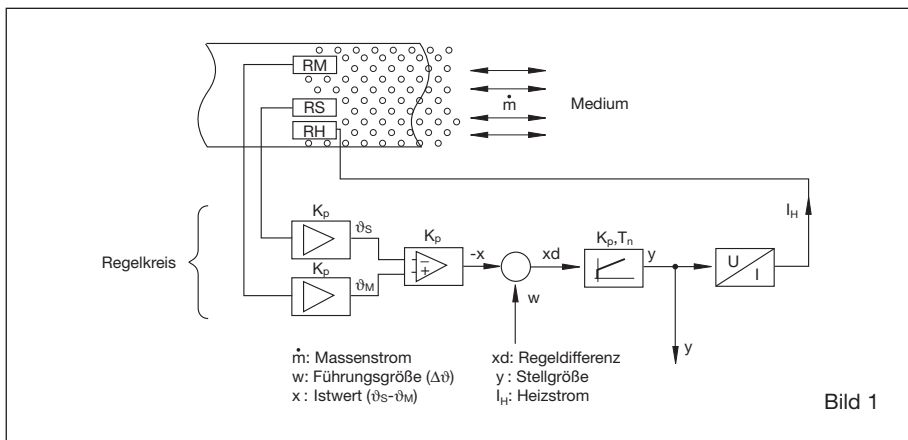 RM
RS
RH
ṁ
Medium
I_H
Regelkreis
K_p
ϑ_S
K_p
ϑ_M
K_p
− +
-x
xd
w
K_p,T_n
y
U
I
y
ṁ: Massenstrom
w: Führungsgröße (Δϑ)
x : Istwert (ϑ_S-ϑ_M)
xd: Regeldifferenz
y : Stellgröße
I_H: Heizstrom
Bild 1